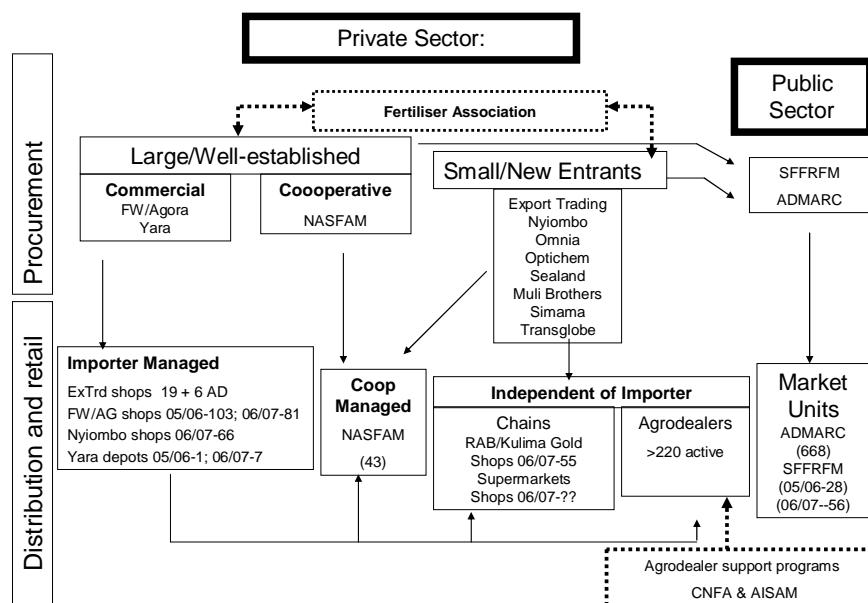 Private Sector:
Public
Sector
Procurement
Fertiliser Association
Large/Well-established
Commercial
FW/Agora
Yara
Coooperative
NASFAM
Small/New Entrants
Export Trading
Nyiombo
Omnia
Optichem
Sealand
Muli Brothers
Simama
Transglobe
SFFRFM
ADMARC
Distribution and retail
Importer Managed
ExTrd shops 19 + 6 AD
FW/AG shops 05/06-103; 06/07-81
Nyiombo shops 06/07-66
Yara depots 05/06-1; 06/07-7
Coop
Managed
NASFAM
(43)
Independent of Importer
Chains
RAB/Kulima Gold
Shops 06/07-55
Supermarkets
Shops 06/07-??
Agrodealers
>220 active
Market
Units
ADMARC
(668)
SFFRFM
(05/06-28)
(06/07--56)
Agrodealer support programs
CNFA & AISAM